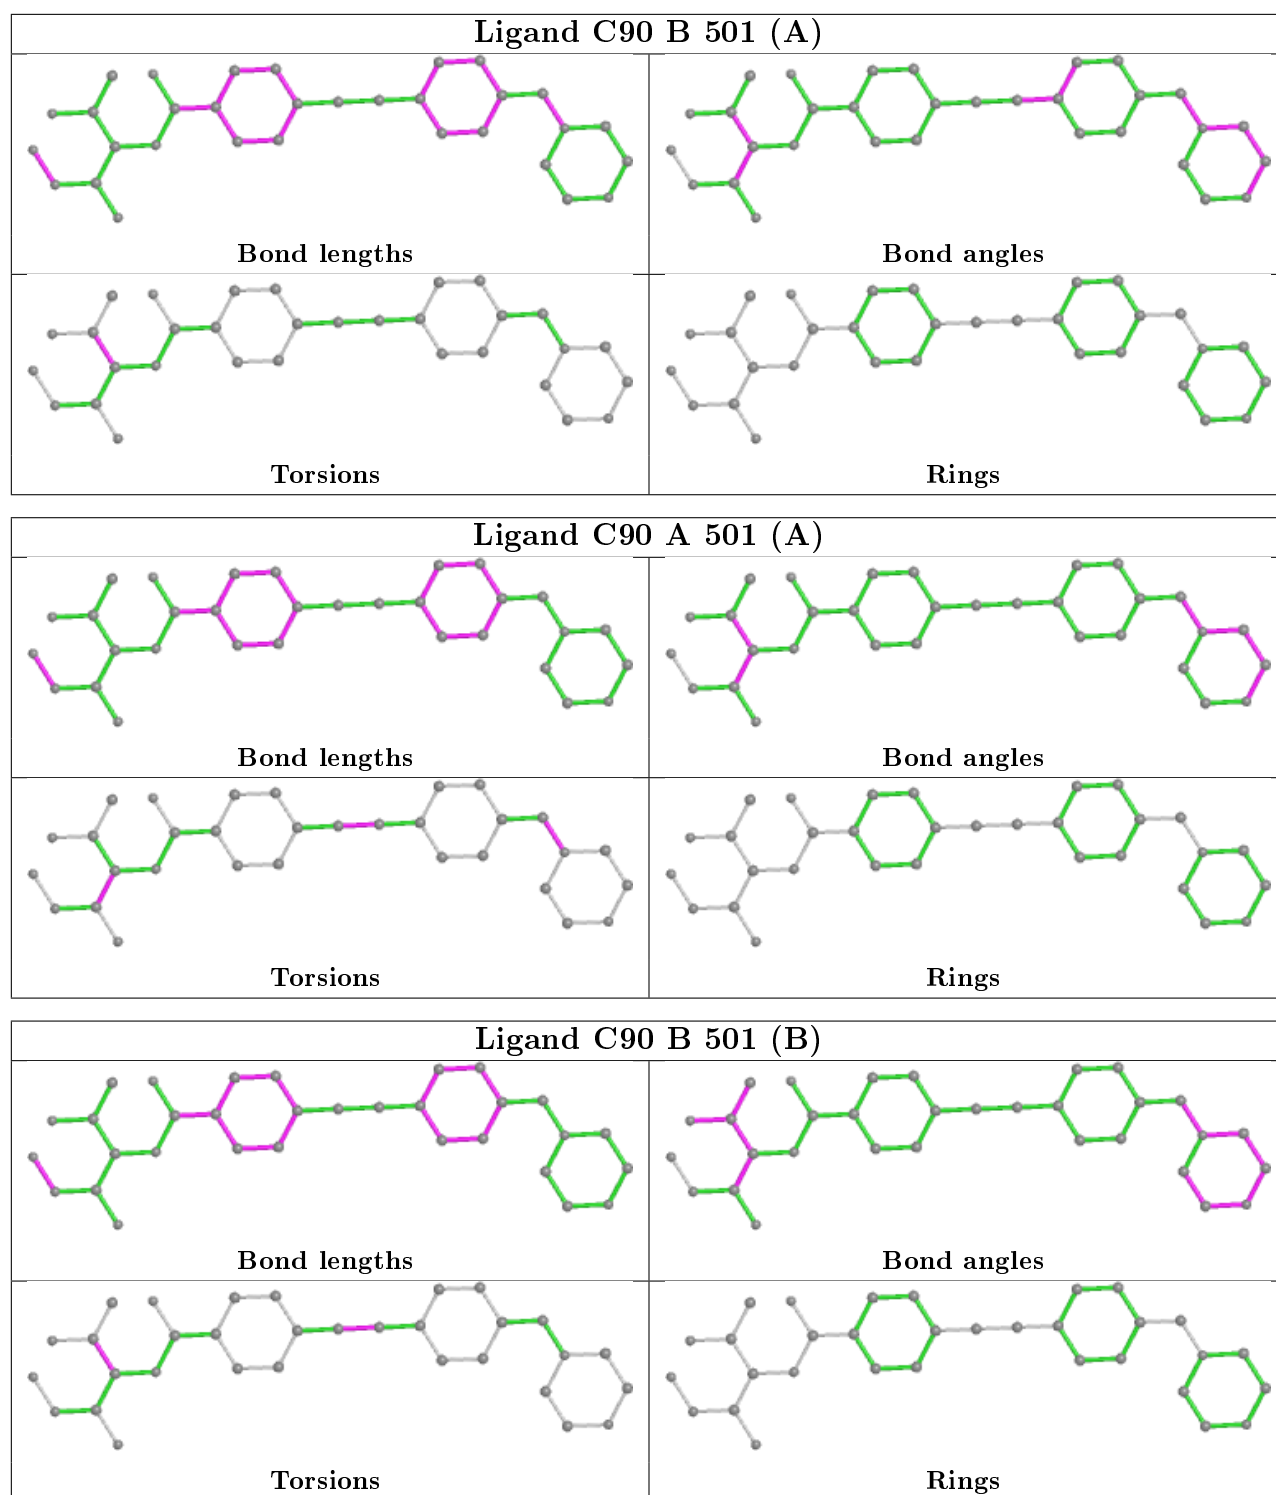 Ligand C90 B 501 (A)
Bond lengths
Bond angles
Torsions
Rings
Ligand C90 A 501 (A)
Bond lengths
Bond angles
Torsions
Rings
Ligand C90 B 501 (B)
Bond lengths
Bond angles
Torsions
Rings